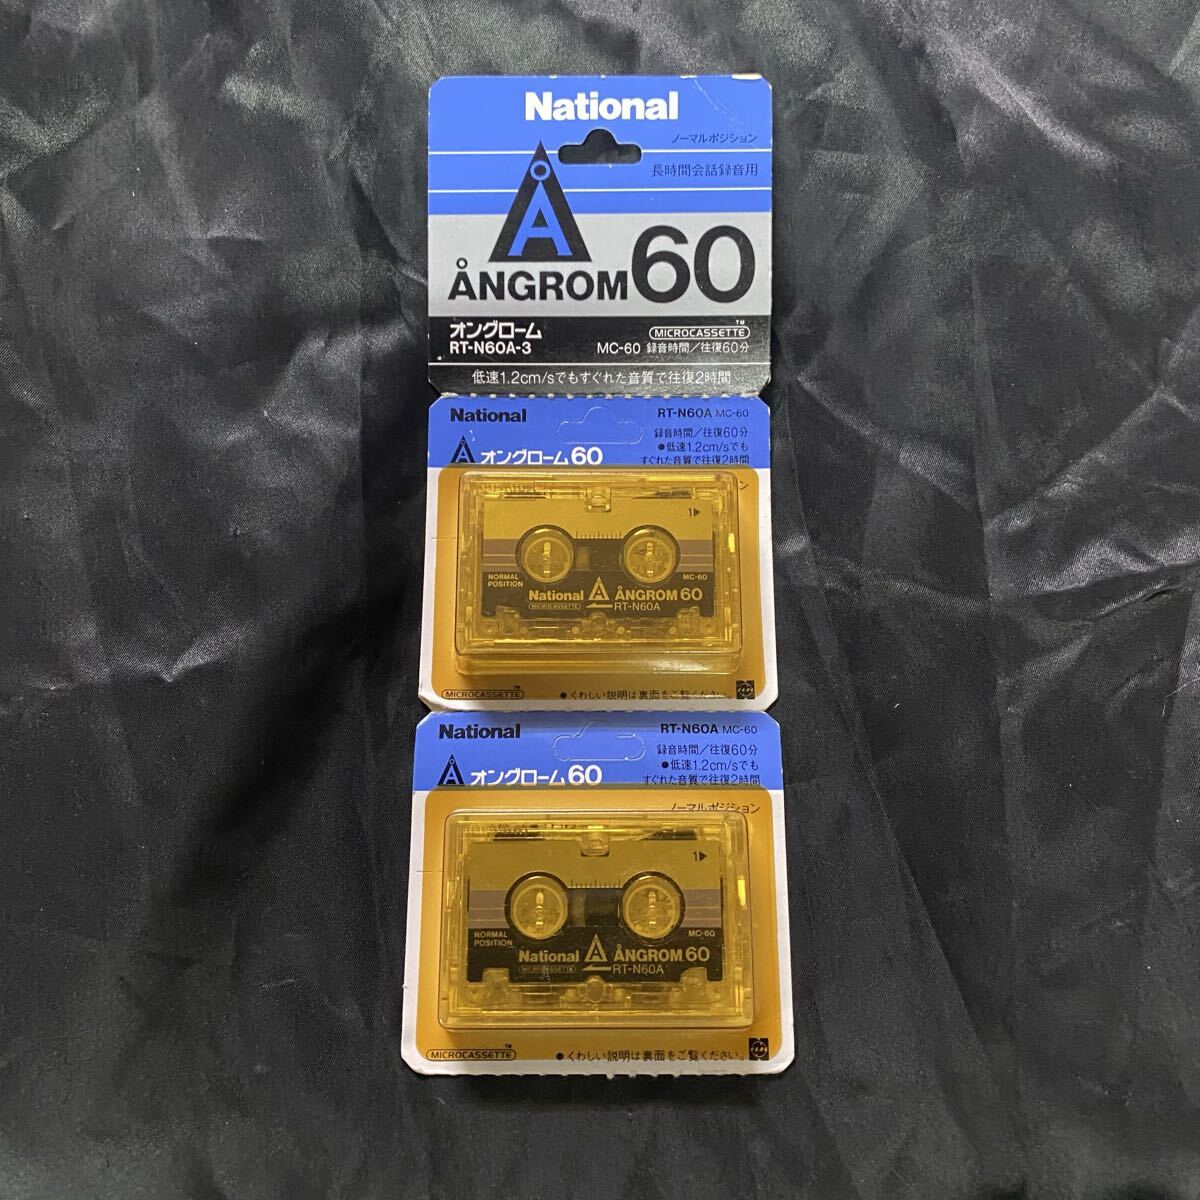 National
ノーマルポジション
長時間会話録音用
Å
ÅNGROM 60
オングローム
RT-N60A-3
MICROCASSETTE™
MC-60 録音時間/往復60分
低速1.2cm/sでもすぐれた音質で往復2時間
National
RT-N60A MC-60
録音時間/往復60分
●低速1.2cm/sでも
すぐれた音質で往復2時間
Å オングローム60
ョン
1▶
NORMAL
POSITION
MC-60
National Å ÅNGROM 60
MICROCASSETTE RT-N60A
MICROCASSETTE™
●くわしい説明は裏面をご覧ください。
National
RT-N60A MC-60
録音時間/往復60分
●低速1.2cm/sでも
すぐれた音質で往復2時間
Å オングローム60
ノーマルポジション
1▶
NORMAL
POSITION
MC-60
National Å ÅNGROM 60
MICROCASSETTE RT-N60A
MICROCASSETTE™
●くわしい説明は裏面をご覧ください。